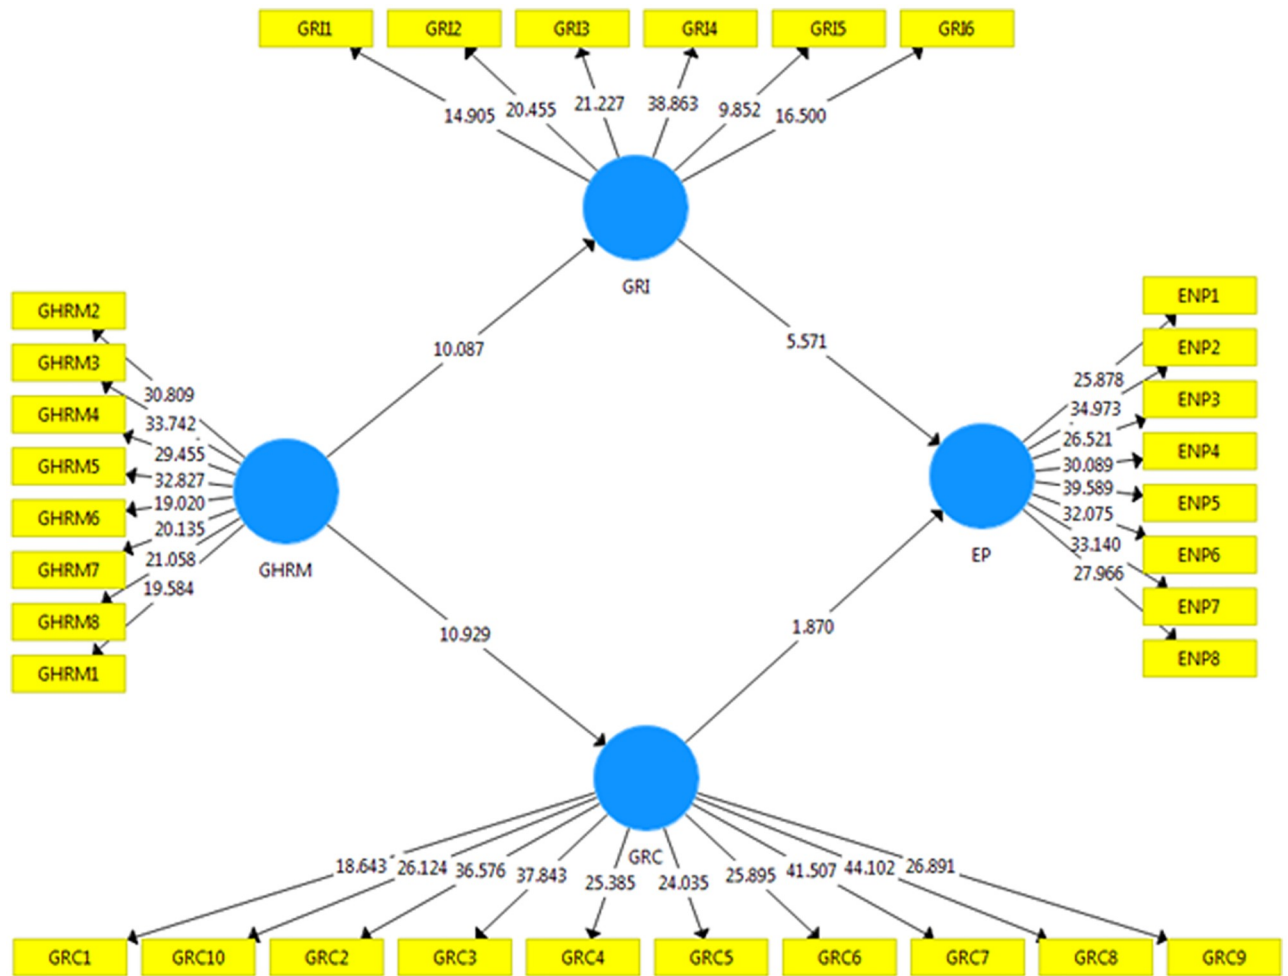 GRI1 GRI2 GRI3 GRI4 GRI5 GRI6
14.905 20.455 21.227 38.863 9.852 16.500
GRI
GHRM2
GHRM3
GHRM4
GHRM5
GHRM6
GHRM7
GHRM8
GHRM1
30.809
33.742
29.455
32.827
19.020
20.135
21.058
19.584
GHRM
10.087
5.571
10.929
1.870
ENP1
ENP2
ENP3
ENP4
ENP5
ENP6
ENP7
ENP8
25.878
34.973
26.521
30.089
39.589
32.075
33.140
27.966
EP
GRC
18.643 26.124 36.576 37.843 25.385 24.035 25.895 41.507 44.102 26.891
GRC1 GRC10 GRC2 GRC3 GRC4 GRC5 GRC6 GRC7 GRC8 GRC9